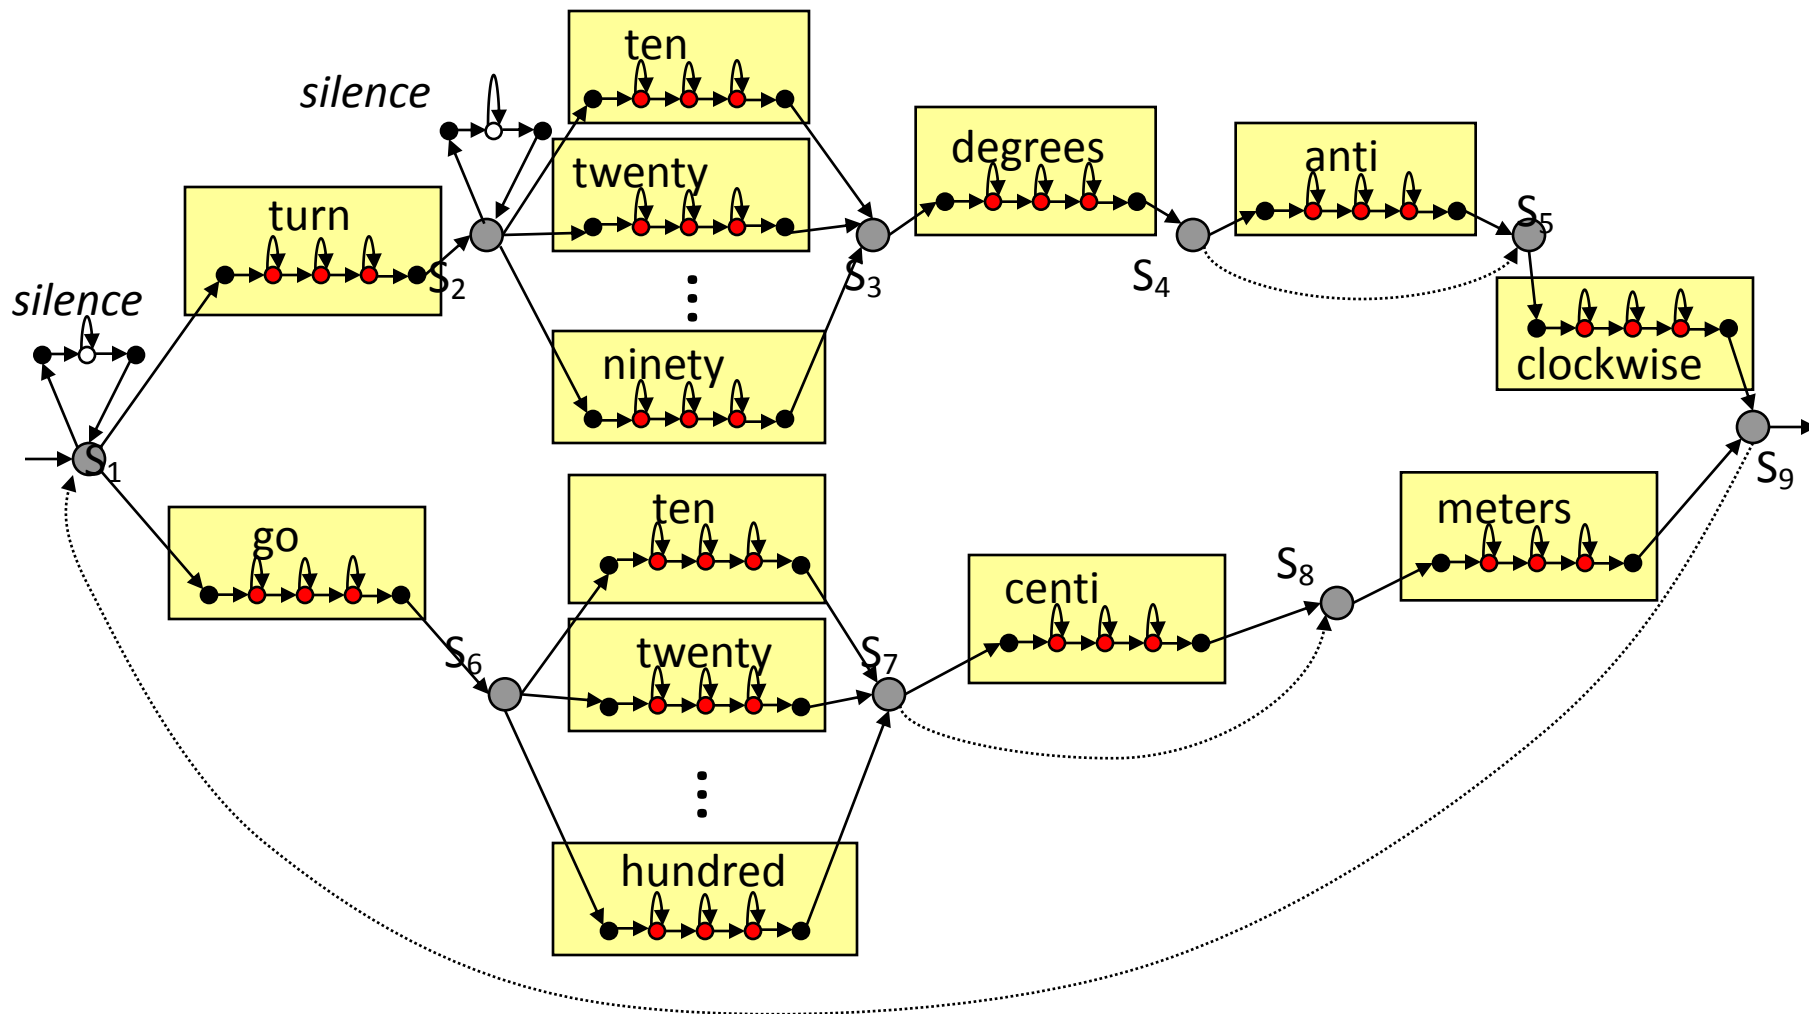 ten
silence
twenty
degrees
anti
turn
S5
S2
S3
S4
silence
ninety
clockwise
S1
S9
ten
meters
go
S8
centi
S6
twenty
S7
hundred